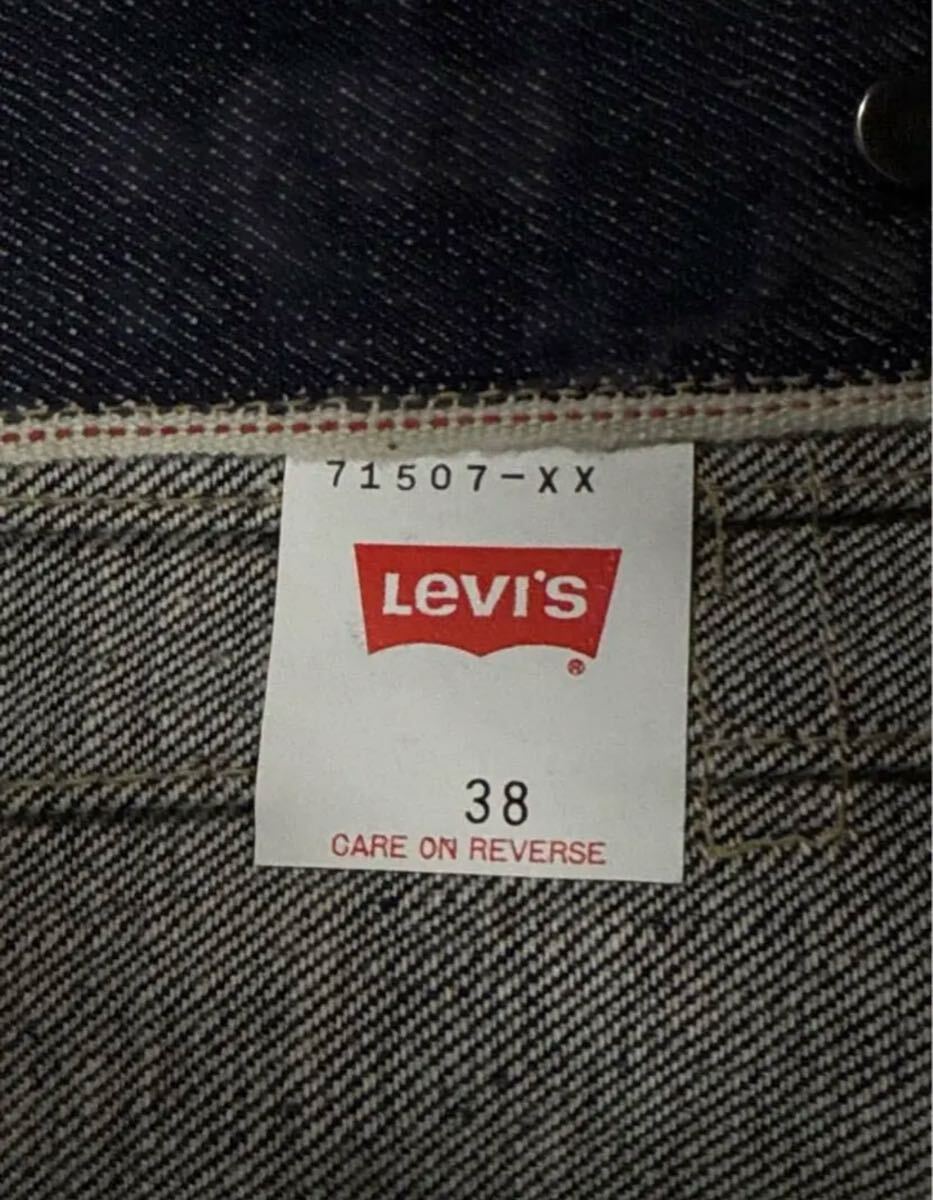 71507-XX
Levi's
®
38
CARE ON REVERSE